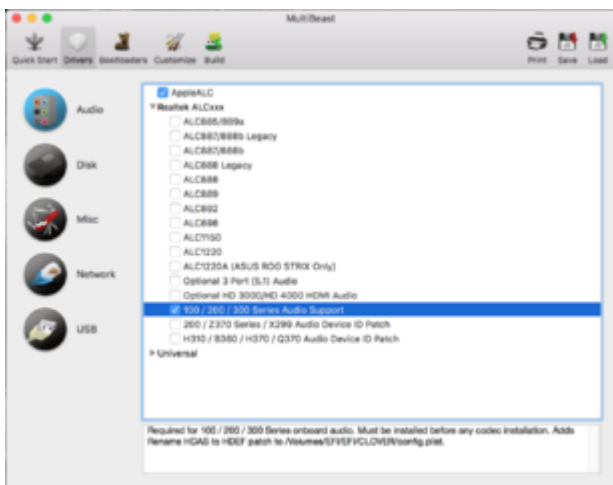 MultiBeast
Quick Start Drivers Bootloaders Customize Build Print Save Load
Audio
Disk
Misc
Network
USB
AppleALC
Realtek ALCxxx
ALC885/889a
ALC887/888b Legacy
ALC887/888b
ALC888 Legacy
ALC888
ALC889
ALC892
ALC898
ALC1150
ALC1220
ALC1220A (ASUS ROG STRIX Only)
Optional 3 Port (5.1) Audio
Optional HD 3000/HD 4000 HDMI Audio
100 / 200 / 300 Series Audio Support
200 / Z370 Series / X299 Audio Device ID Patch
H310 / B360 / H370 / Q370 Audio Device ID Patch
Universal
Required for 100 / 200 / 300 Series onboard audio. Must be installed before any codec installation. Adds
Rename HDAS to HDEF patch to /Volumes/EFI/EFI/CLOVER/config.plist.